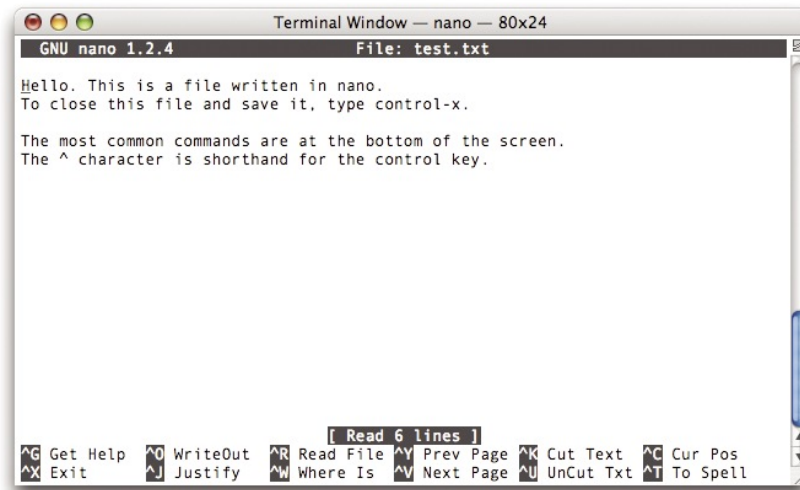 Terminal Window — nano — 80x24
GNU nano 1.2.4 File: test.txt
Hello. This is a file written in nano.
To close this file and save it, type control-x.
The most common commands are at the bottom of the screen.
The ^ character is shorthand for the control key.
[ Read 6 lines ]
^G Get Help ^O WriteOut ^R Read File ^Y Prev Page ^K Cut Text ^C Cur Pos
^X Exit ^J Justify ^W Where Is ^V Next Page ^U UnCut Txt ^T To Spell